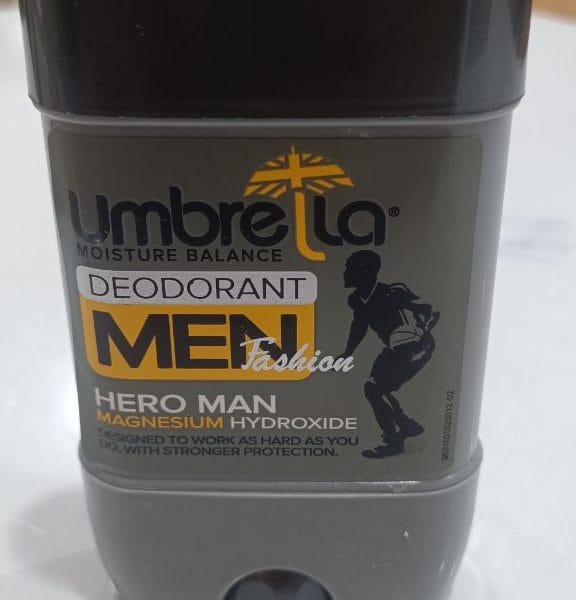 umbrella®
MOISTURE BALANCE
DEODORANT
MEN
Fashion
HERO MAN
MAGNESIUM HYDROXIDE
DESIGNED TO WORK AS HARD AS YOU
DO, WITH STRONGER PROTECTION.